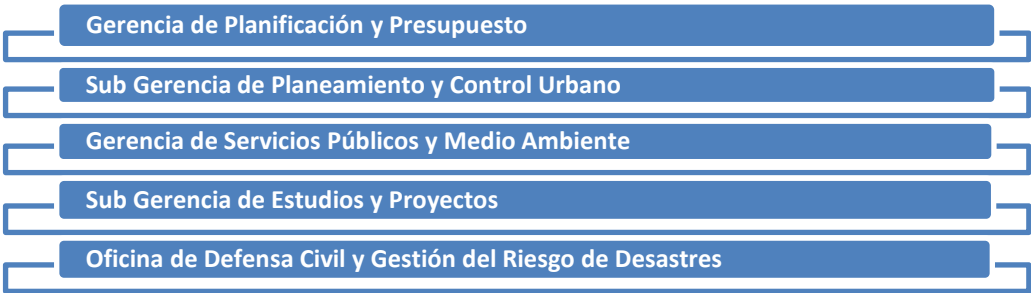 Gerencia de Planificación y Presupuesto
Sub Gerencia de Planeamiento y Control Urbano
Gerencia de Servicios Públicos y Medio Ambiente
Sub Gerencia de Estudios y Proyectos
Oficina de Defensa Civil y Gestión del Riesgo de Desastres